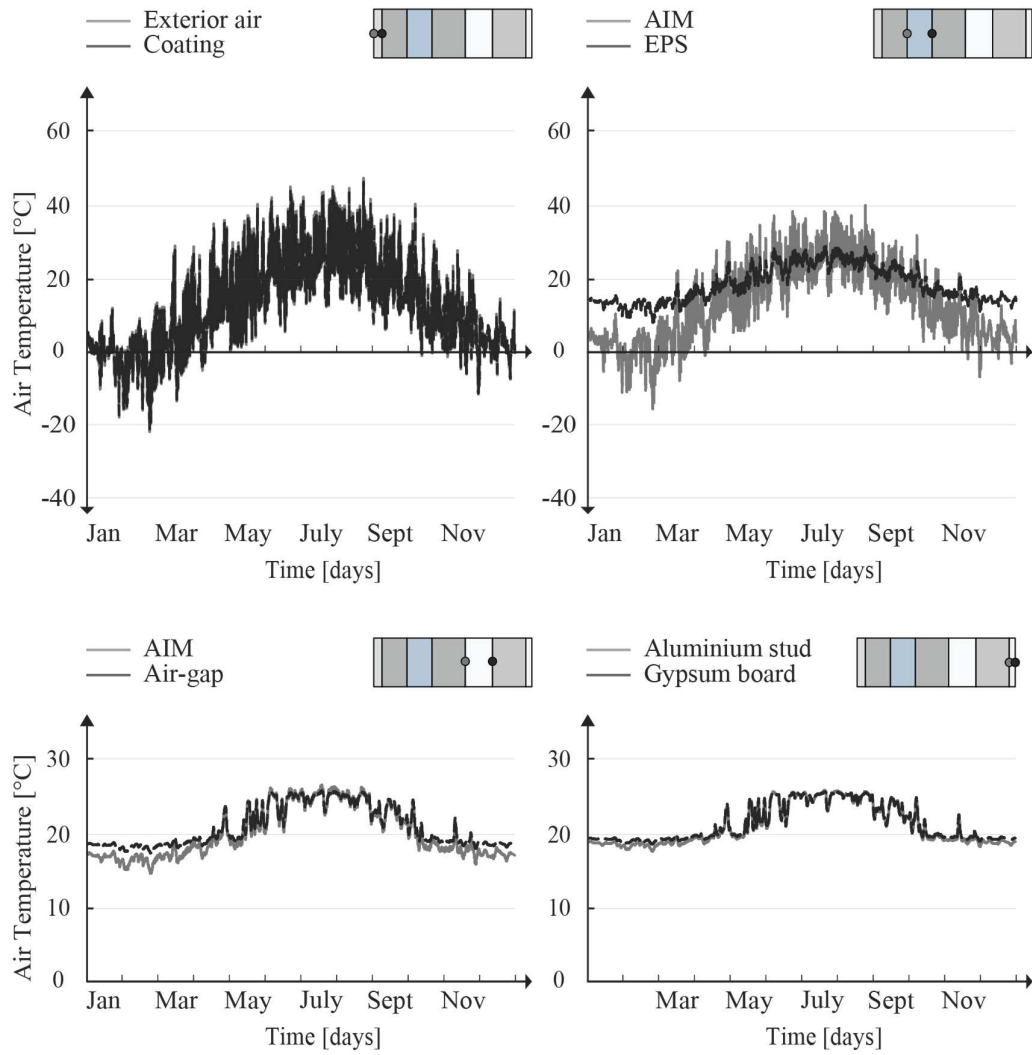 Exterior air
Coating
Air Temperature [°C]
60
40
20
0
-20
-40
Jan Mar May July Sept Nov
Time [days]
AIM
EPS
60
40
20
0
-20
-40
Jan Mar May July Sept Nov
Time [days]
AIM
Air-gap
Air Temperature [°C]
30
20
10
0
Jan Mar May July Sept Nov
Time [days]
Aluminium stud
Gypsum board
30
20
10
0
Mar May July Sept Nov
Time [days]